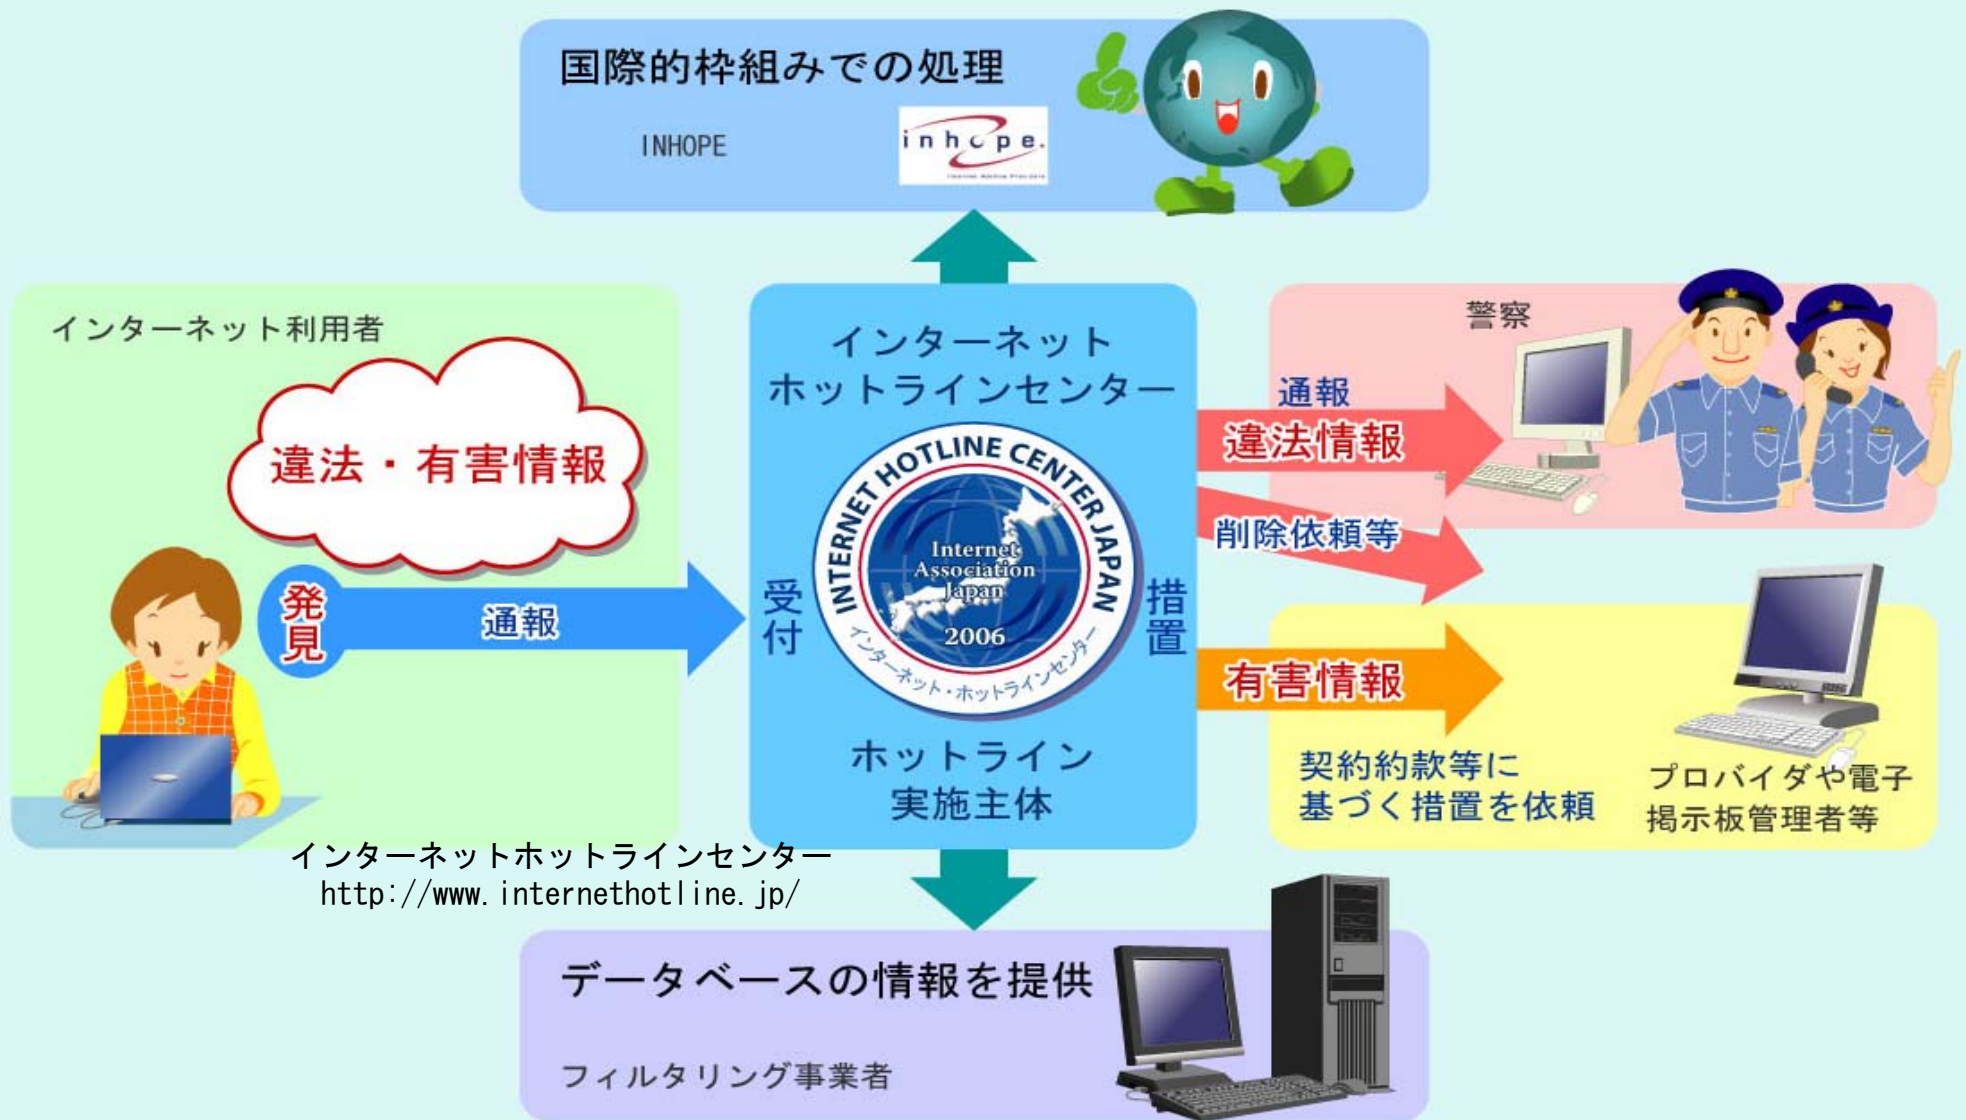 国際的枠組みでの処理
INHOPE
inhope.
インターネット利用者
違法・有害情報
発見
通報
インターネット
ホットラインセンター
受付
INTERNET HOTLINE CENTER JAPAN
Internet
Association
Japan
2006
インターネット・ホットラインセンター
措置
ホットライン
実施主体
警察
通報
違法情報
削除依頼等
有害情報
契約約款等に
基づく措置を依頼
プロバイダや電子
掲示板管理者等
インターネットホットラインセンター
http://www.internethotline.jp/
データベースの情報を提供
フィルタリング事業者